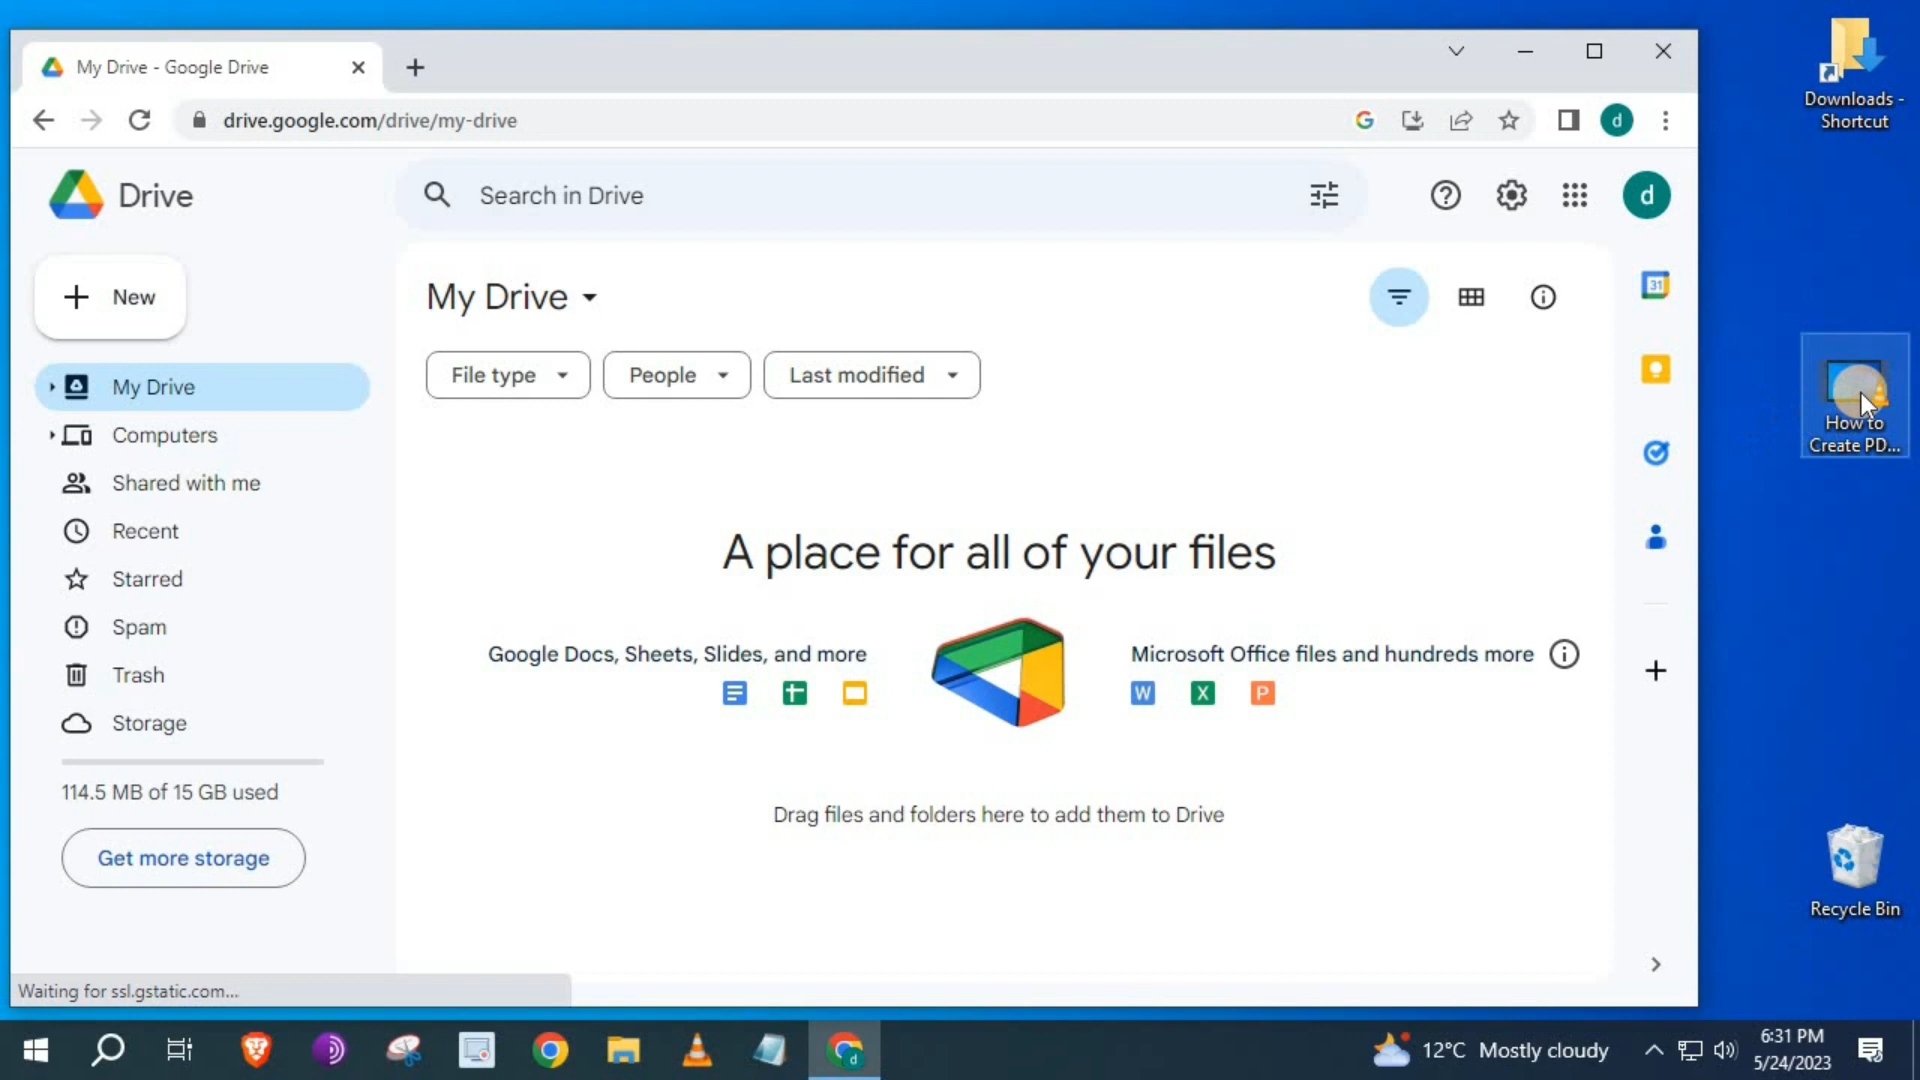 My Drive - Google Drive
drive.google.com/drive/my-drive
d
Drive
Search in Drive
d
New
My Drive
31
File type
People
Last modified
My Drive
Computers
Shared with me
Recent
Starred
Spam
Trash
Storage
114.5 MB of 15 GB used
Get more storage
A place for all of your files
Google Docs, Sheets, Slides, and more
Microsoft Office files and hundreds more
W
X
P
Drag files and folders here to add them to Drive
Waiting for ssl.gstatic.com...
Downloads -
Shortcut
How to
Create PD...
Recycle Bin
d
12°C Mostly cloudy
6:31 PM
5/24/2023